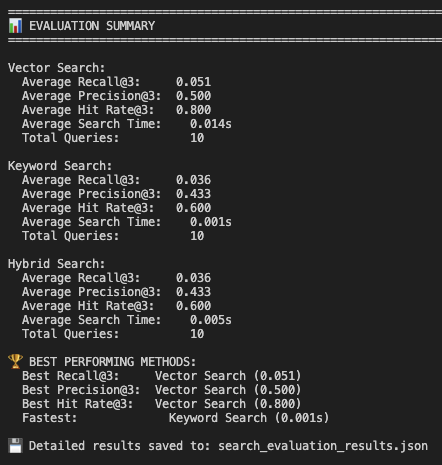 ============================================================
📊 EVALUATION SUMMARY
============================================================
Vector Search:
Average Recall@3: 0.051
Average Precision@3: 0.500
Average Hit Rate@3: 0.800
Average Search Time: 0.014s
Total Queries: 10
Keyword Search:
Average Recall@3: 0.036
Average Precision@3: 0.433
Average Hit Rate@3: 0.600
Average Search Time: 0.001s
Total Queries: 10
Hybrid Search:
Average Recall@3: 0.036
Average Precision@3: 0.433
Average Hit Rate@3: 0.600
Average Search Time: 0.005s
Total Queries: 10
🏆 BEST PERFORMING METHODS:
Best Recall@3: Vector Search (0.051)
Best Precision@3: Vector Search (0.500)
Best Hit Rate@3: Vector Search (0.800)
Fastest: Keyword Search (0.001s)
💾 Detailed results saved to: search_evaluation_results.json